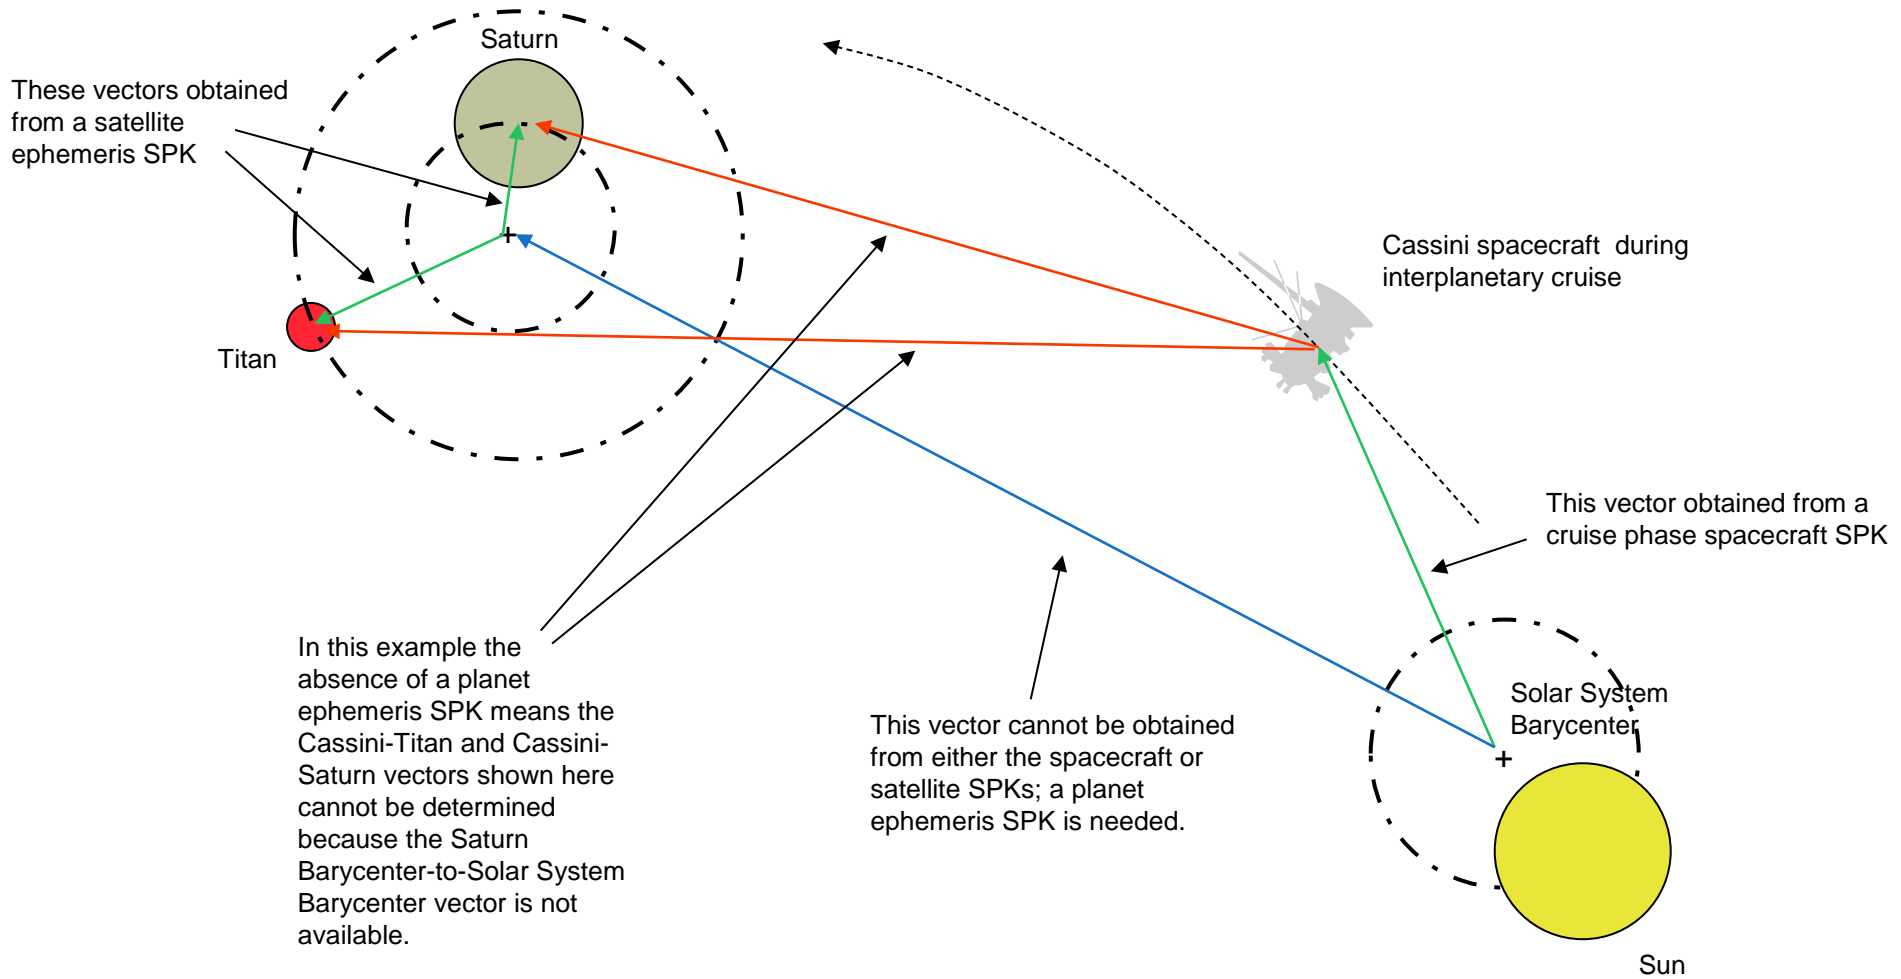 Saturn
These vectors obtained
from a satellite
ephemeris SPK
Cassini spacecraft during
interplanetary cruise
Titan
This vector obtained from a
cruise phase spacecraft SPK
In this example the
absence of a planet
ephemeris SPK means the
Cassini-Titan and Cassini-
Saturn vectors shown here
cannot be determined
because the Saturn
Barycenter-to-Solar System
Barycenter vector is not
available.
This vector cannot be obtained
from either the spacecraft or
satellite SPKs; a planet
ephemeris SPK is needed.
Solar System
Barycenter
Sun